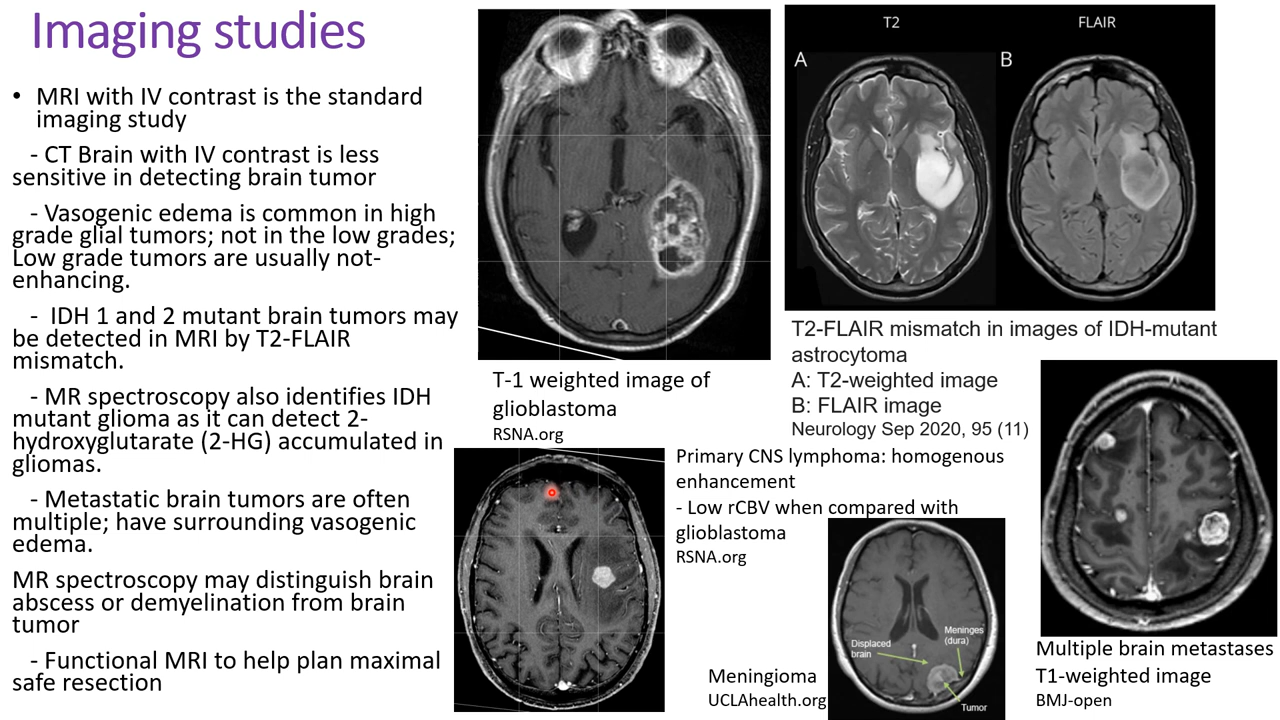 Imaging studies
• MRI with IV contrast is the standard
imaging study
- CT Brain with IV contrast is less
sensitive in detecting brain tumor
- Vasogenic edema is common in high
grade glial tumors; not in the low grades;
Low grade tumors are usually not-
enhancing.
- IDH 1 and 2 mutant brain tumors may
be detected in MRI by T2-FLAIR
mismatch.
- MR spectroscopy also identifies IDH
mutant glioma as it can detect 2-
hydroxyglutarate (2-HG) accumulated in
gliomas.
- Metastatic brain tumors are often
multiple; have surrounding vasogenic
edema.
MR spectroscopy may distinguish brain
abscess or demyelination from brain
tumor
- Functional MRI to help plan maximal
safe resection
T-1 weighted image of
glioblastoma
RSNA.org
T2
FLAIR
A
B
T2-FLAIR mismatch in images of IDH-mutant
astrocytoma
A: T2-weighted image
B: FLAIR image
Neurology Sep 2020, 95 (11)
Primary CNS lymphoma: homogenous
enhancement
- Low rCBV when compared with
glioblastoma
RSNA.org
Displaced
brain
Meninges
(dura)
Tumor
Meningioma
UCLAhealth.org
Multiple brain metastases
T1-weighted image
BMJ-open